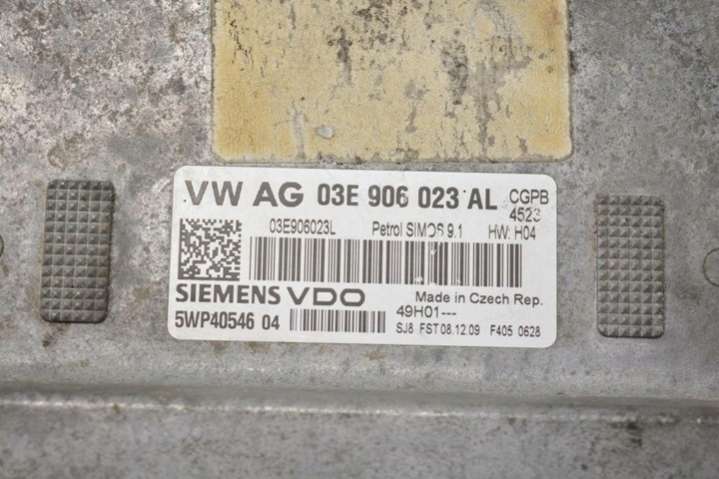 VW AG 03E 906 023 AL CGPB
4523
03E906023L Petrol SIMOS 9.1 HW: H04
SIEMENS VDO Made in Czech Rep.
5WP40546 04 49H01---
SJ8 FST 08.12.09 F405 0628